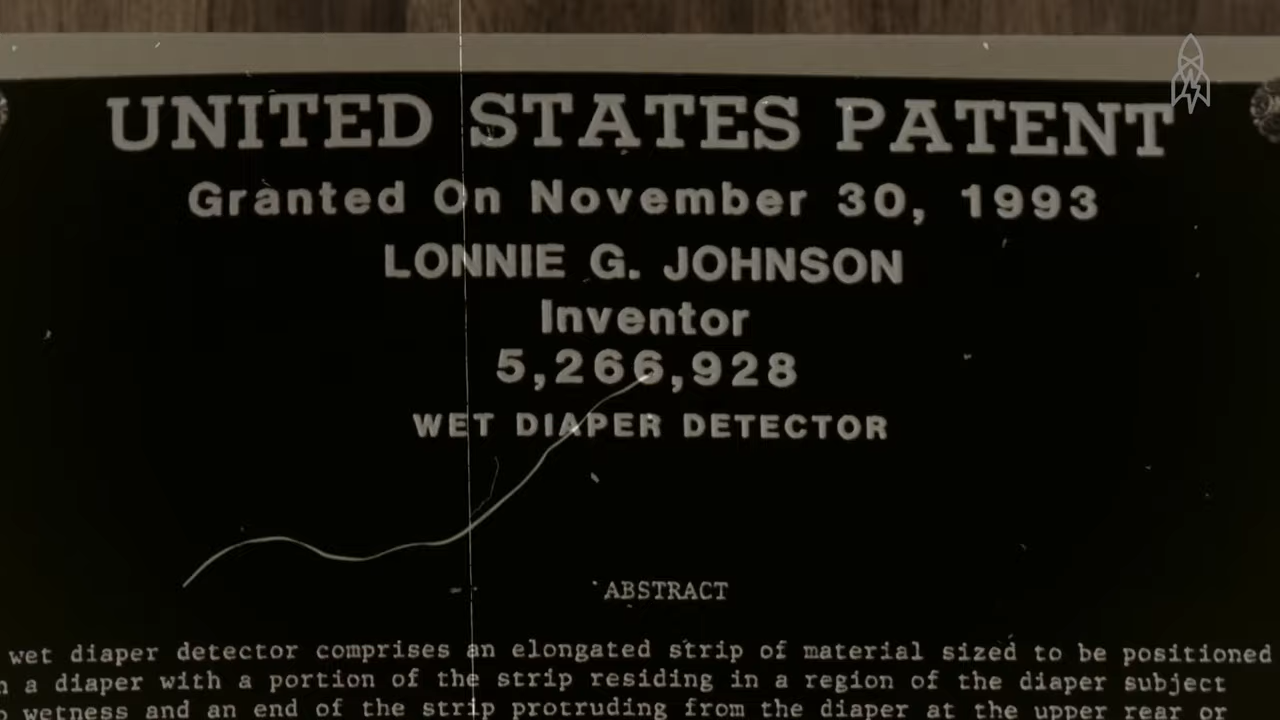 UNITED STATES PATENT
Granted On November 30, 1993
LONNIE G. JOHNSON
Inventor
5,266,928
WET DIAPER DETECTOR
ABSTRACT
wet diaper detector comprises an elongated strip of material sized to be positioned
a diaper with a portion of the strip residing in a region of the diaper subject
wetness and an end of the strip protruding from the diaper at the upper rear or